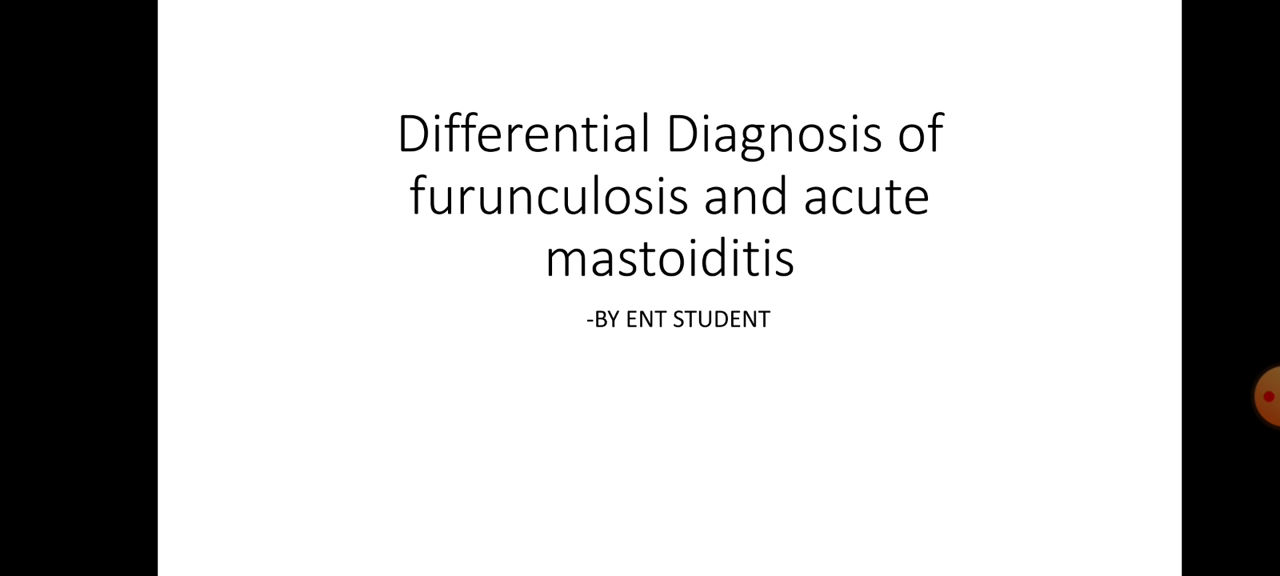 Differential Diagnosis of
furunculosis and acute
mastoiditis
-BY ENT STUDENT